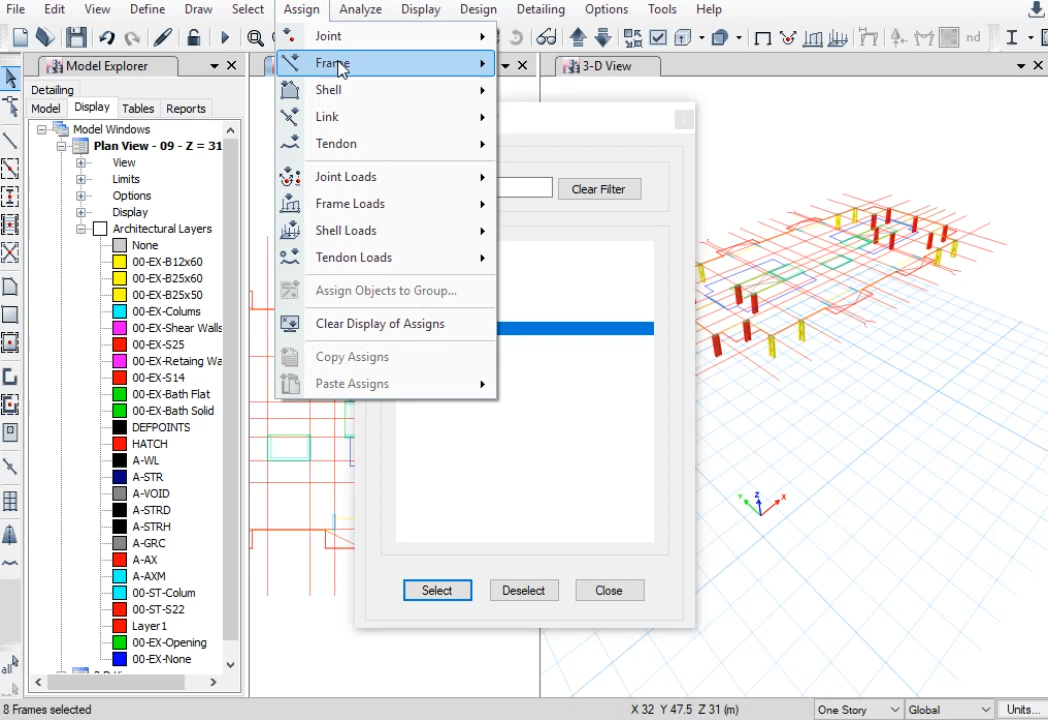 File Edit View Define Draw Select Assign Analyze Display Design Detailing Options Tools Help
nd
Model Explorer
3-D View
Detailing
Model Display Tables Reports
Model Windows
Plan View - 09 - Z = 31
View
Limits
Options
Display
Architectural Layers
None
00-EX-B12x60
00-EX-B25x60
00-EX-B25x50
00-EX-Colums
00-EX-Shear Walls
00-EX-S25
00-EX-Retaing Wa
00-EX-S14
00-EX-Bath Flat
00-EX-Bath Solid
DEFPOINTS
HATCH
A-WL
A-STR
A-VOID
A-STRD
A-STRH
A-GRC
A-AX
A-AXM
00-ST-Colum
00-ST-S22
Layer1
00-EX-Opening
00-EX-None
Joint
Frame
Shell
Link
Tendon
Joint Loads
Frame Loads
Shell Loads
Tendon Loads
Assign Objects to Group...
Clear Display of Assigns
Copy Assigns
Paste Assigns
Clear Filter
Select Deselect Close
Z
Y X
all
8 Frames selected
X 32 Y 47.5 Z 31 (m)
One Story
Global
Units...